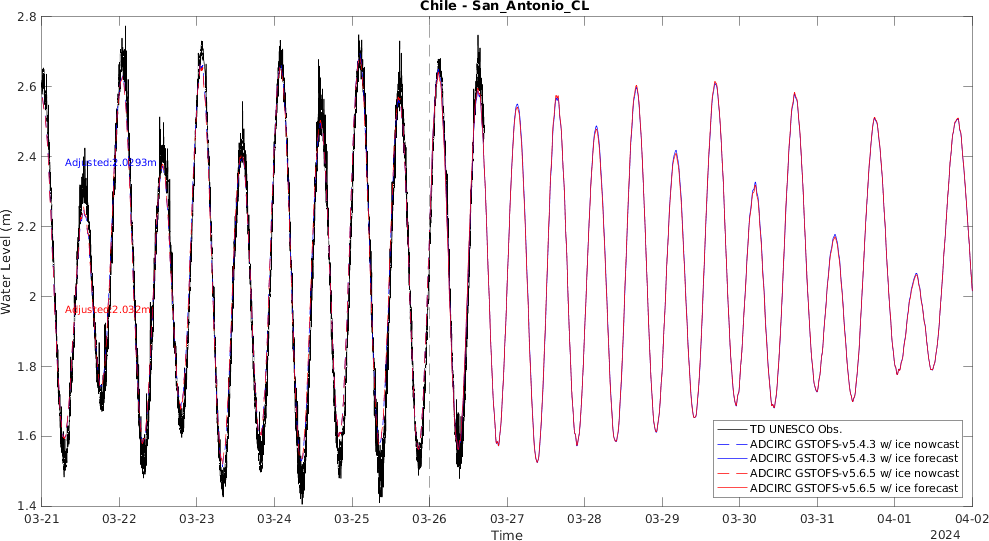 Chile - San_Antonio_CL
2.8
2.6
2.4
2.2
2
1.8
1.6
1.4
Water Level (m)
Adjusted:2.0293m
Adjusted:2.032m
TD UNESCO Obs.
ADCIRC GSTOFS-v5.4.3 w/ ice nowcast
ADCIRC GSTOFS-v5.4.3 w/ ice forecast
ADCIRC GSTOFS-v5.6.5 w/ ice nowcast
ADCIRC GSTOFS-v5.6.5 w/ ice forecast
03-21 03-22 03-23 03-24 03-25 03-26 03-27 03-28 03-29 03-30 03-31 04-01 04-02
Time
2024